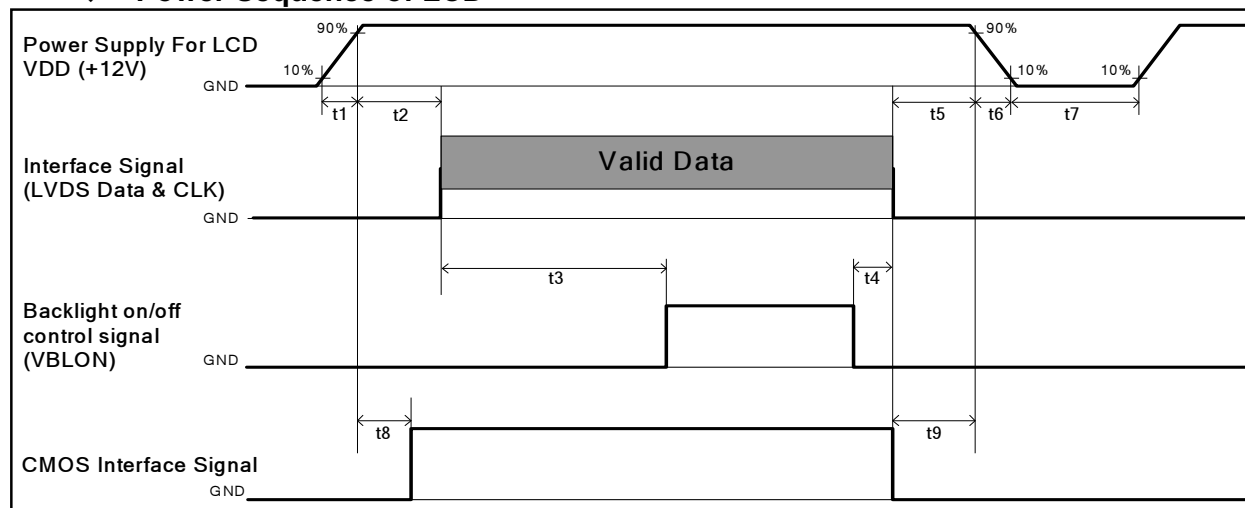 Power Sequence of LCD
Power Supply For LCD
VDD (+12V)
90%
90%
10%
10%
10%
GND
t1
t2
t5
t6
t7
Valid Data
Interface Signal
(LVDS Data & CLK)
GND
t3
t4
Backlight on/off
control signal
(VBLON)
GND
t8
t9
CMOS Interface Signal
GND